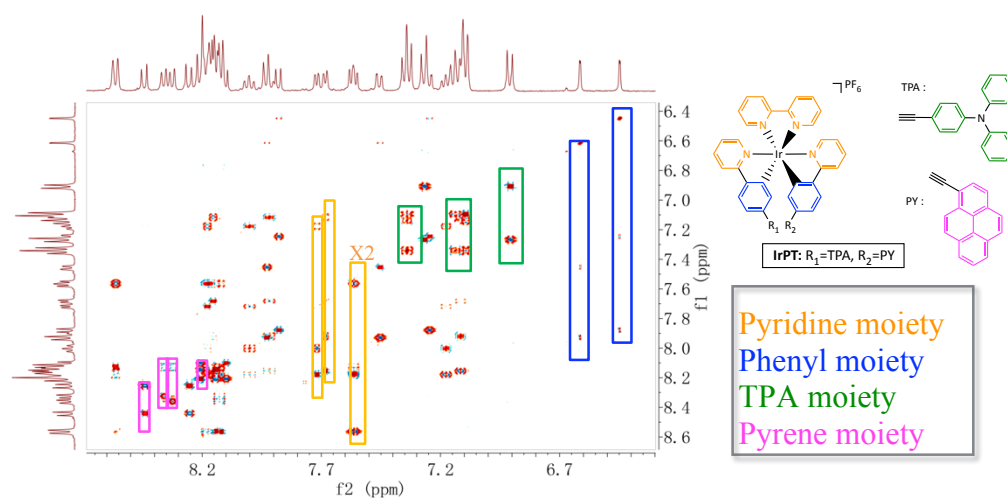 6.4
6.6
6.8
7.0
7.2
7.4
7.6
7.8
8.0
8.2
8.4
8.6
f1 (ppm)
X2
8.2
7.7
7.2
6.7
f2 (ppm)
PF6
N
N
N
Ir
N
R1
R2
IrPT: R1=TPA, R2=PY
TPA :
N
PY :
Pyridine moiety
Phenyl moiety
TPA moiety
Pyrene moiety